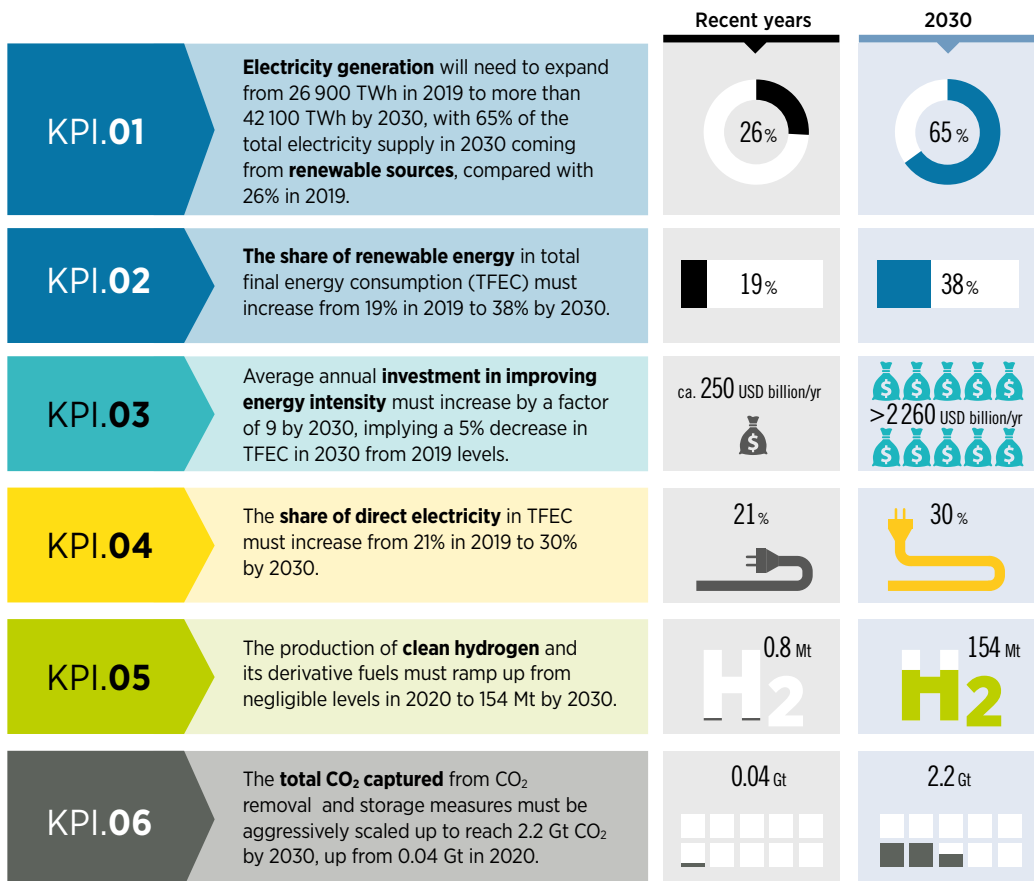 Recent years
2030
KPI.01
Electricity generation will need to expand
from 26 900 TWh in 2019 to more than
42 100 TWh by 2030, with 65% of the
total electricity supply in 2030 coming
from renewable sources, compared with
26% in 2019.
26%
65%
KPI.02
The share of renewable energy in total
final energy consumption (TFEC) must
increase from 19% in 2019 to 38% by 2030.
19%
38%
KPI.03
Average annual investment in improving
energy intensity must increase by a factor
of 9 by 2030, implying a 5% decrease in
TFEC in 2030 from 2019 levels.
ca. 250 USD billion/yr
$
$ $ $ $ $
>2 260 USD billion/yr
$ $ $ $ $
KPI.04
The share of direct electricity in TFEC
must increase from 21% in 2019 to 30%
by 2030.
21%
30%
KPI.05
The production of clean hydrogen and
its derivative fuels must ramp up from
negligible levels in 2020 to 154 Mt by 2030.
0.8 Mt
H2
154 Mt
H2
KPI.06
The total CO₂ captured from CO₂
removal and storage measures must be
aggressively scaled up to reach 2.2 Gt CO₂
by 2030, up from 0.04 Gt in 2020.
0.04 Gt
2.2 Gt